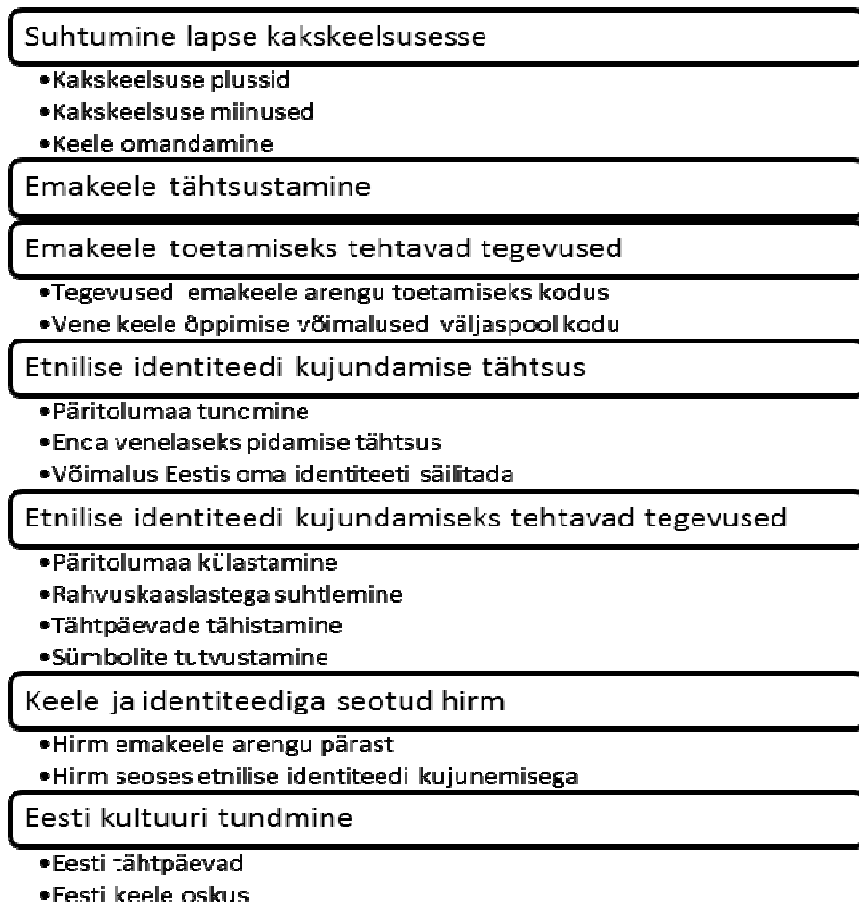 Suhtumine lapse kakskeelsusesse
•Kakskeelsuse plussid
•Kakskeelsuse miinused
•Keele omandamine
Emakeele tähtsustamine
Emakeele toetamiseks tehtavad tegevused
•Tegevused emakeele arengu toetamiseks kodus
•Vene keele õppimise võimalused väljaspool kodu
Etnilise identiteedi kujundamise tähtsus
•Päritolumaa tundmine
•Enda venelaseks pidamise tähtsus
•Võimalus Eestis oma identiteeti säilitada
Etnilise identiteedi kujundamiseks tehtavad tegevused
•Päritolumaa külastamine
•Rahvuskaaslastega suhtlemine
•Tähtpäevade tähistamine
•Sümbolite tutvustamine
Keele ja identiteediga seotud hirm
•Hirm emakeele arengu pärast
•Hirm seoses etnilise identiteedi kujunemisega
Eesti kultuuri tundmine
•Eesti tähtpäevad
•Eesti keele oskus